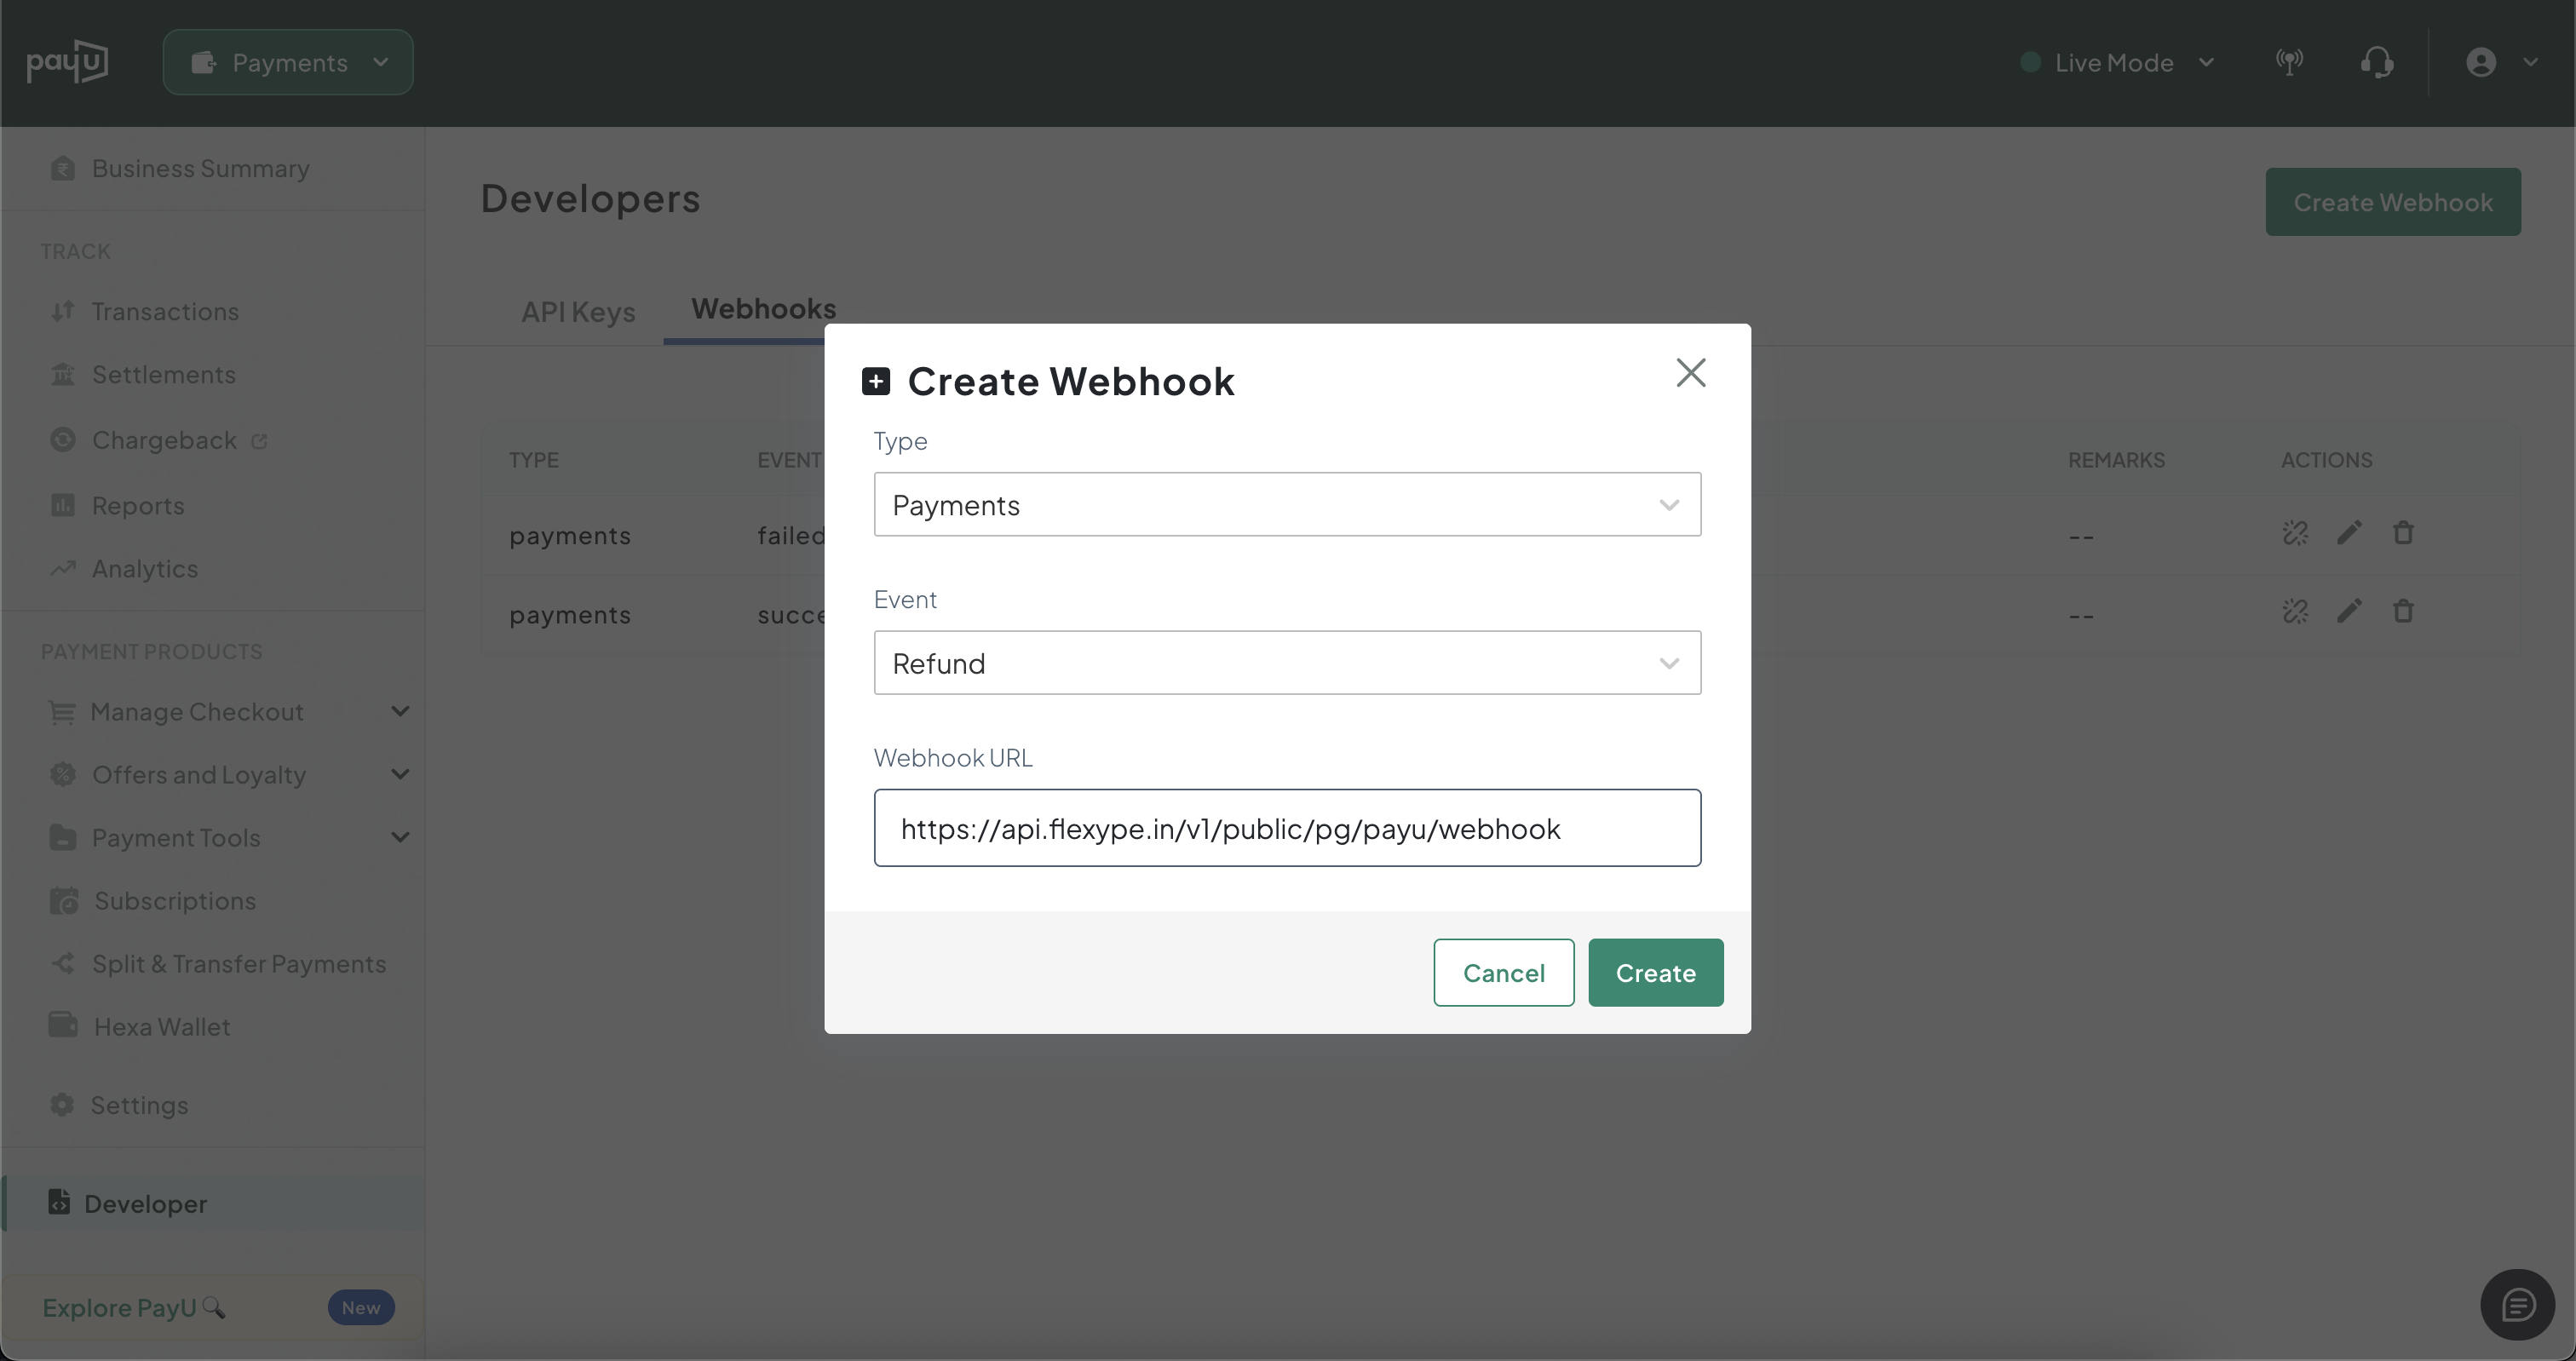 payu
Payments
Live Mode
Business Summary
TRACK
Transactions
Settlements
Chargeback
Reports
Analytics
PAYMENT PRODUCTS
Manage Checkout
Offers and Loyalty
Payment Tools
Subscriptions
Split & Transfer Payments
Hexa Wallet
Settings
Developer
Explore PayU
New
Developers
Create Webhook
API Keys
Webhooks
TYPE EVENT REMARKS ACTIONS
payments failed --
payments --
Create Webhook
Type
Payments
Event
Refund
Webhook URL
https://api.flexype.in/v1/public/pg/payu/webhook
Cancel
Create